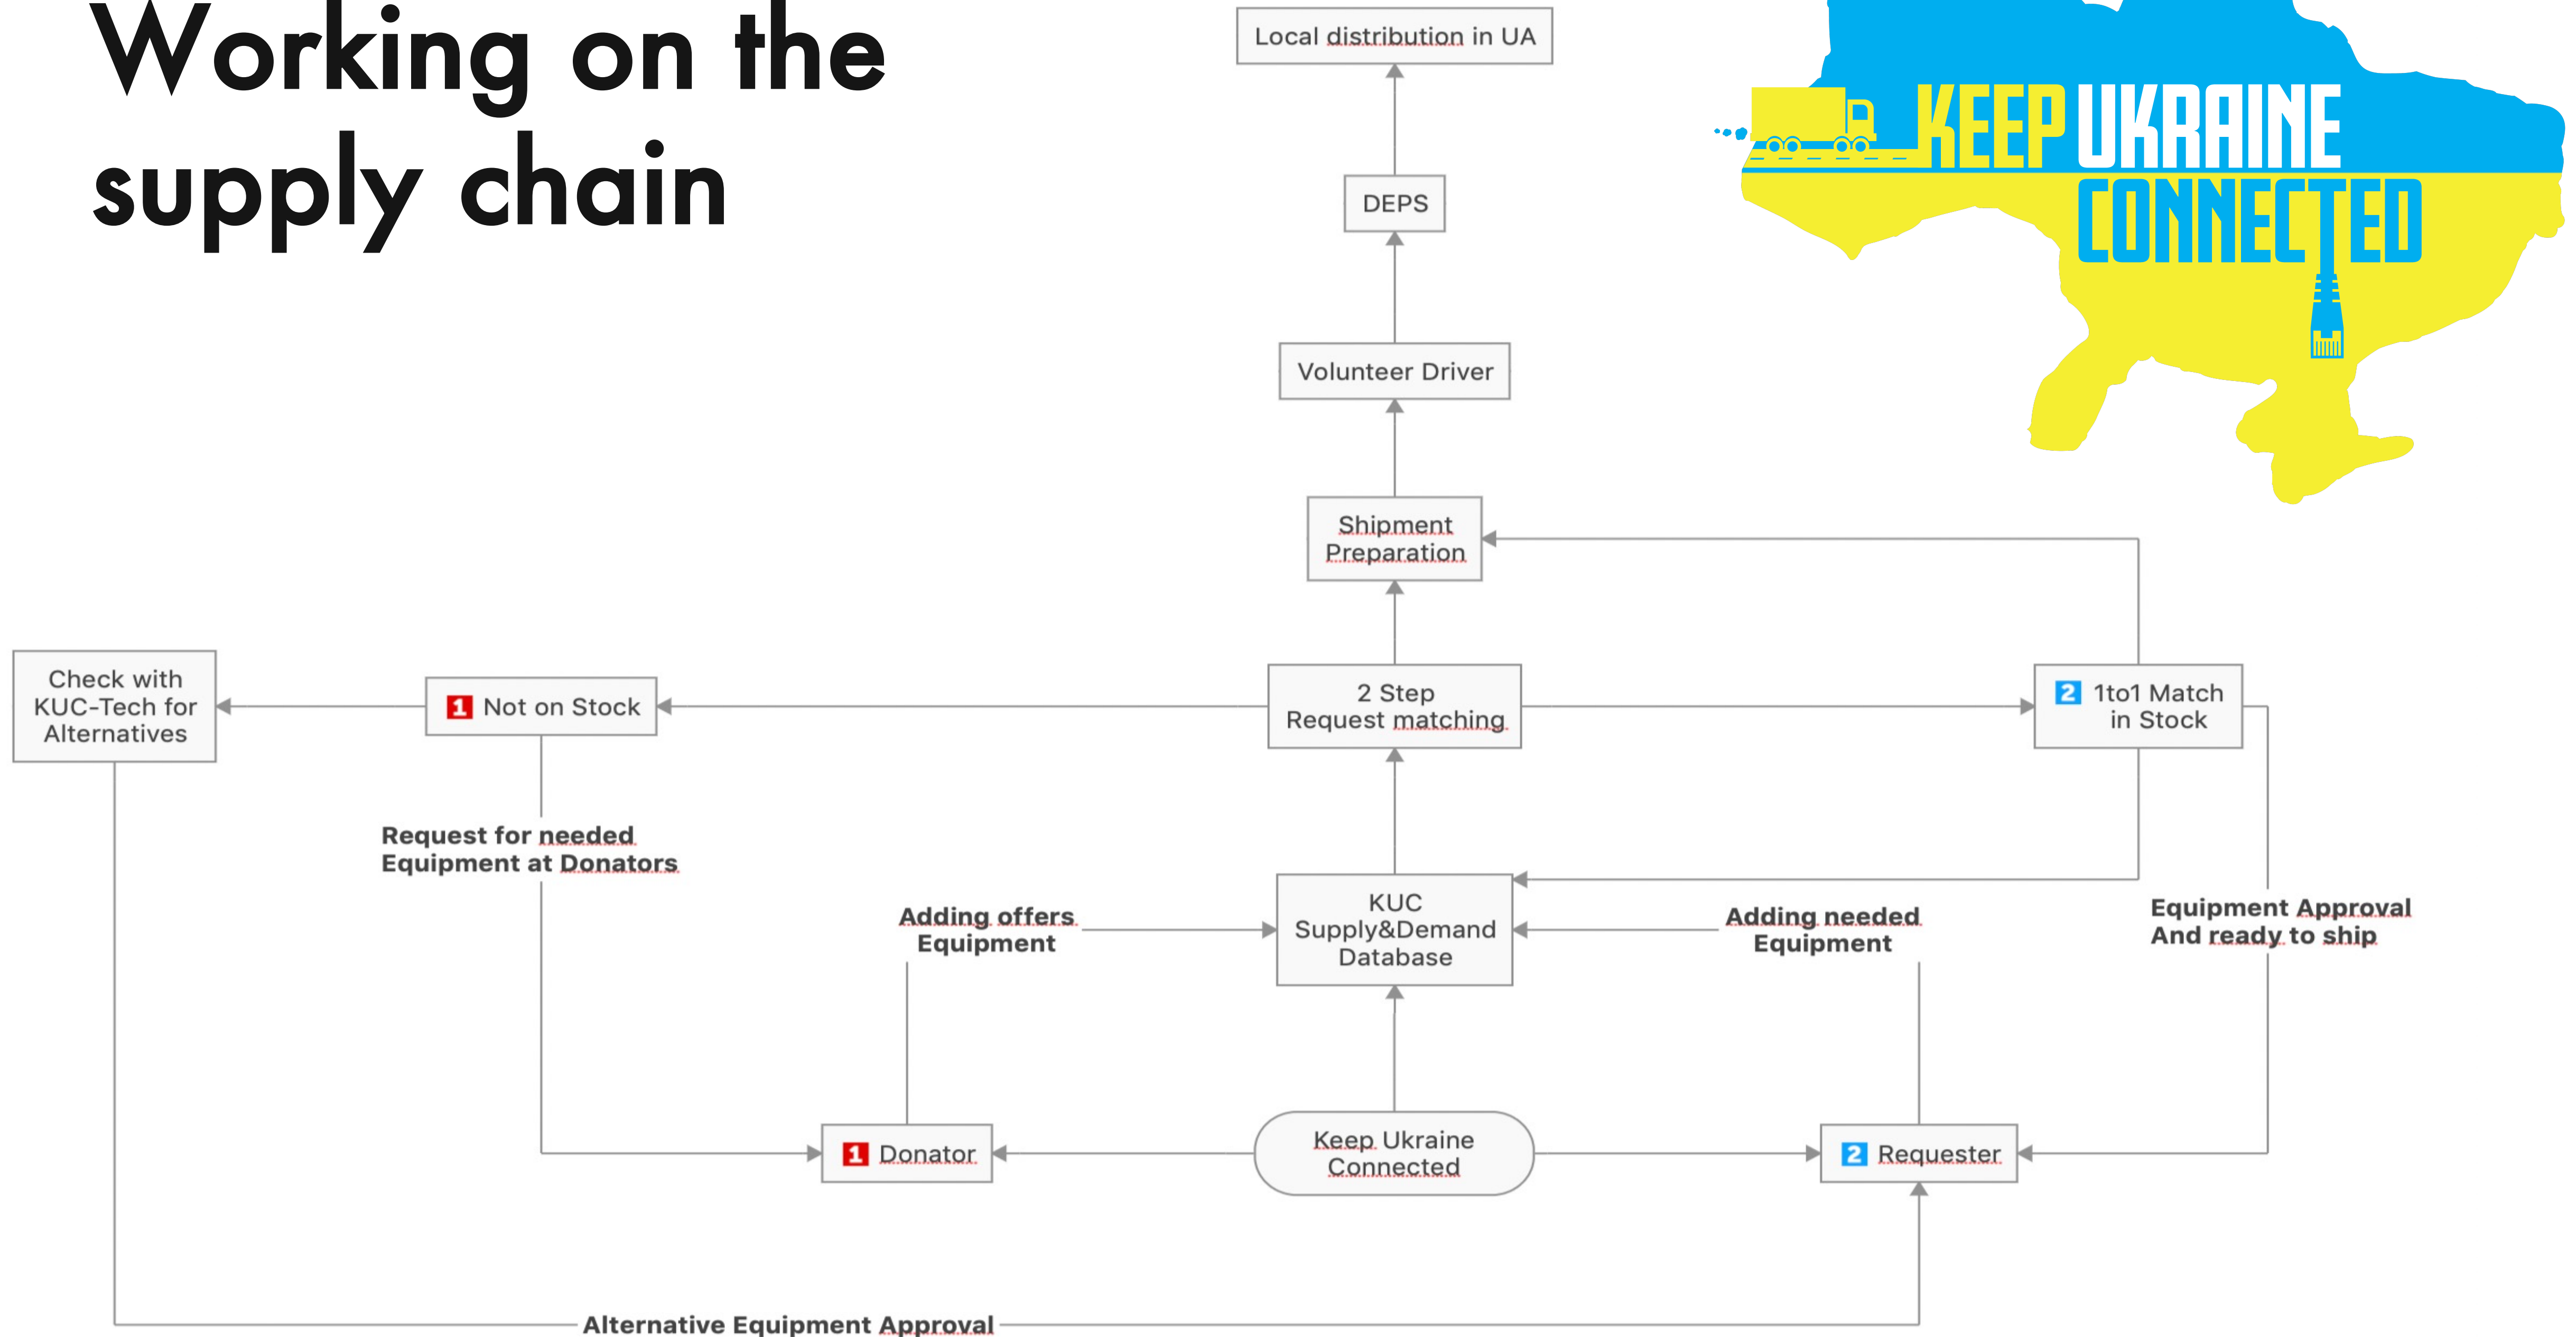 Working on the
supply chain
KEEP UKRAINE
CONNECTED
Local distribution in UA
DEPS
Volunteer Driver
Shipment
Preparation
Check with
KUC-Tech for
Alternatives
1 Not on Stock
2 Step
Request matching
2 1to1 Match
in Stock
Request for needed
Equipment at Donators
Adding offers
Equipment
KUC
Supply&Demand
Database
Adding needed
Equipment
Equipment Approval
And ready to ship
1 Donator
Keep Ukraine
Connected
2 Requester
Alternative Equipment Approval